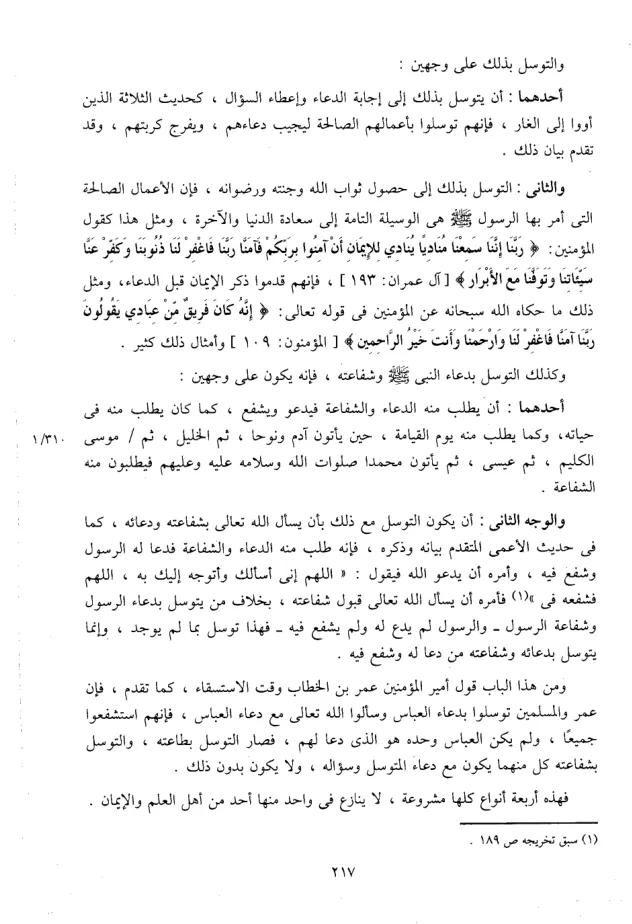 والتوسل بذلك على وجهين :
أحدهما : أن يتوسل بذلك إلى إجابة الدعاء وإعطاء السؤال ، كحديث الثلاثة الذين
أووا إلى الغار ، فإنهم توسلوا بأعمالهم الصالحة ليجيب دعاءهم ، ويفرج كربتهم ، وقد
تقدم بيان ذلك .
والثانى : التوسل بذلك إلى حصول ثواب الله وجنته ورضوانه ، فإن الأعمال الصالحة
التى أمر بها الرسول ﷺ هى الوسيلة التامة إلى سعادة الدنيا والآخرة ، ومثل هذا كقول
المؤمنين: ﴿ رَبَّنَا إِنَّنَا سَمِعْنَا مُنَادِيًا يُنَادِي لِلإِيمَانِ أَنْ آمِنُوا بِرَبِّكُمْ فَآمَنَّا رَبَّنَا فَاغْفِرْ لَنَا ذُنُوبَنَا وَكَفِّرْ عَنَّا
سَيِّئَاتِنَا وَتَوَفَّنَا مَعَ الأَبْرَارِ ﴾ [ آل عمران: ١٩٣ ] ، فإنهم قدموا ذكر الإيمان قبل الدعاء، ومثل
ذلك ما حكاه الله سبحانه عن المؤمنين فى قوله تعالى: ﴿ إِنَّهُ كَانَ فَرِيقٌ مِّنْ عِبَادِي يَقُولُونَ
رَبَّنَا آمَنَّا فَاغْفِرْ لَنَا وَارْحَمْنَا وَأَنتَ خَيْرُ الرَّاحِمِينَ ﴾ [ المؤمنون: ١٠٩ ] وأمثال ذلك كثير .
وكذلك التوسل بدعاء النبى ﷺ وشفاعته ، فإنه يكون على وجهين :
أحدهما : أن يطلب منه الدعاء والشفاعة فيدعو ويشفع ، كما كان يطلب منه فى
حياته، وكما يطلب منه يوم القيامة ، حين يأتون آدم ونوحا ، ثم الخليل ، ثم / موسى
١/٣١٠
الكليم ، ثم عيسى ، ثم يأتون محمدا صلوات الله وسلامه عليه وعليهم فيطلبون منه
الشفاعة .
والوجه الثانى : أن يكون التوسل مع ذلك بأن يسأل الله تعالى بشفاعته ودعائه ، كما
فى حديث الأعمى المتقدم بيانه وذكره ، فإنه طلب منه الدعاء والشفاعة فدعا له الرسول
وشفع فيه ، وأمره أن يدعو الله فيقول : « اللهم إنى أسألك وأتوجه إليك به ، اللهم
فشفعه فى »(١) فأمره أن يسأل الله تعالى قبول شفاعته ، بخلاف من يتوسل بدعاء الرسول
وشفاعة الرسول ـ والرسول لم يدع له ولم يشفع فيه ـ فهذا توسل بما لم يوجد ، وإنما
يتوسل بدعائه وشفاعته من دعا له وشفع فيه .
ومن هذا الباب قول أمير المؤمنين عمر بن الخطاب وقت الاستسقاء ، كما تقدم ، فإن
عمر والمسلمين توسلوا بدعاء العباس وسألوا الله تعالى مع دعاء العباس ، فإنهم استشفعوا
جميعًا ، ولم يكن العباس وحده هو الذى دعا لهم ، فصار التوسل بطاعته ، والتوسل
بشفاعته كل منهما يكون مع دعاء المتوسل وسؤاله ، ولا يكون بدون ذلك .
فهذه أربعة أنواع كلها مشروعة ، لا ينازع فى واحد منها أحد من أهل العلم والإيمان .
(١) سبق تخريجه ص ١٨٩ .
٢١٧